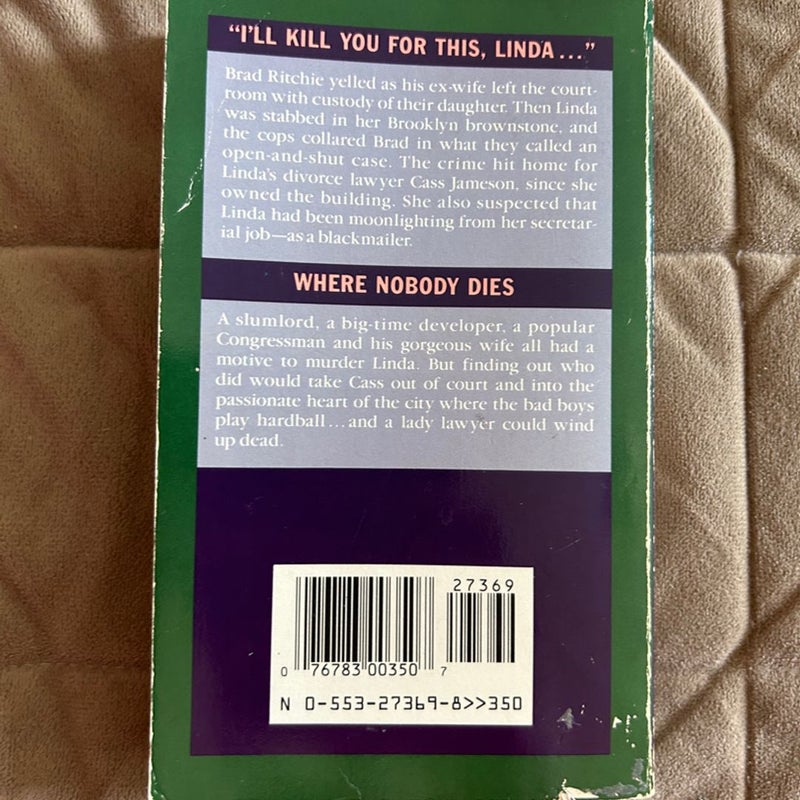 “I’LL KILL YOU FOR THIS, LINDA...”
Brad Ritchie yelled as his ex-wife left the court-
room with custody of their daughter. Then Linda
was stabbed in her Brooklyn brownstone, and
the cops collared Brad in what they called an
open-and-shut case. The crime hit home for
Linda’s divorce lawyer Cass Jameson, since she
owned the building. She also suspected that
Linda had been moonlighting from her secretar-
ial job—as a blackmailer.
WHERE NOBODY DIES
A slumlord, a big-time developer, a popular
Congressman and his gorgeous wife all had a
motive to murder Linda. But finding out who
did would take Cass out of court and into the
passionate heart of the city where the bad boys
play hardball...and a lady lawyer could wind
up dead.
27369
0 76783 00350 7
N 0-553-27369-8>>350